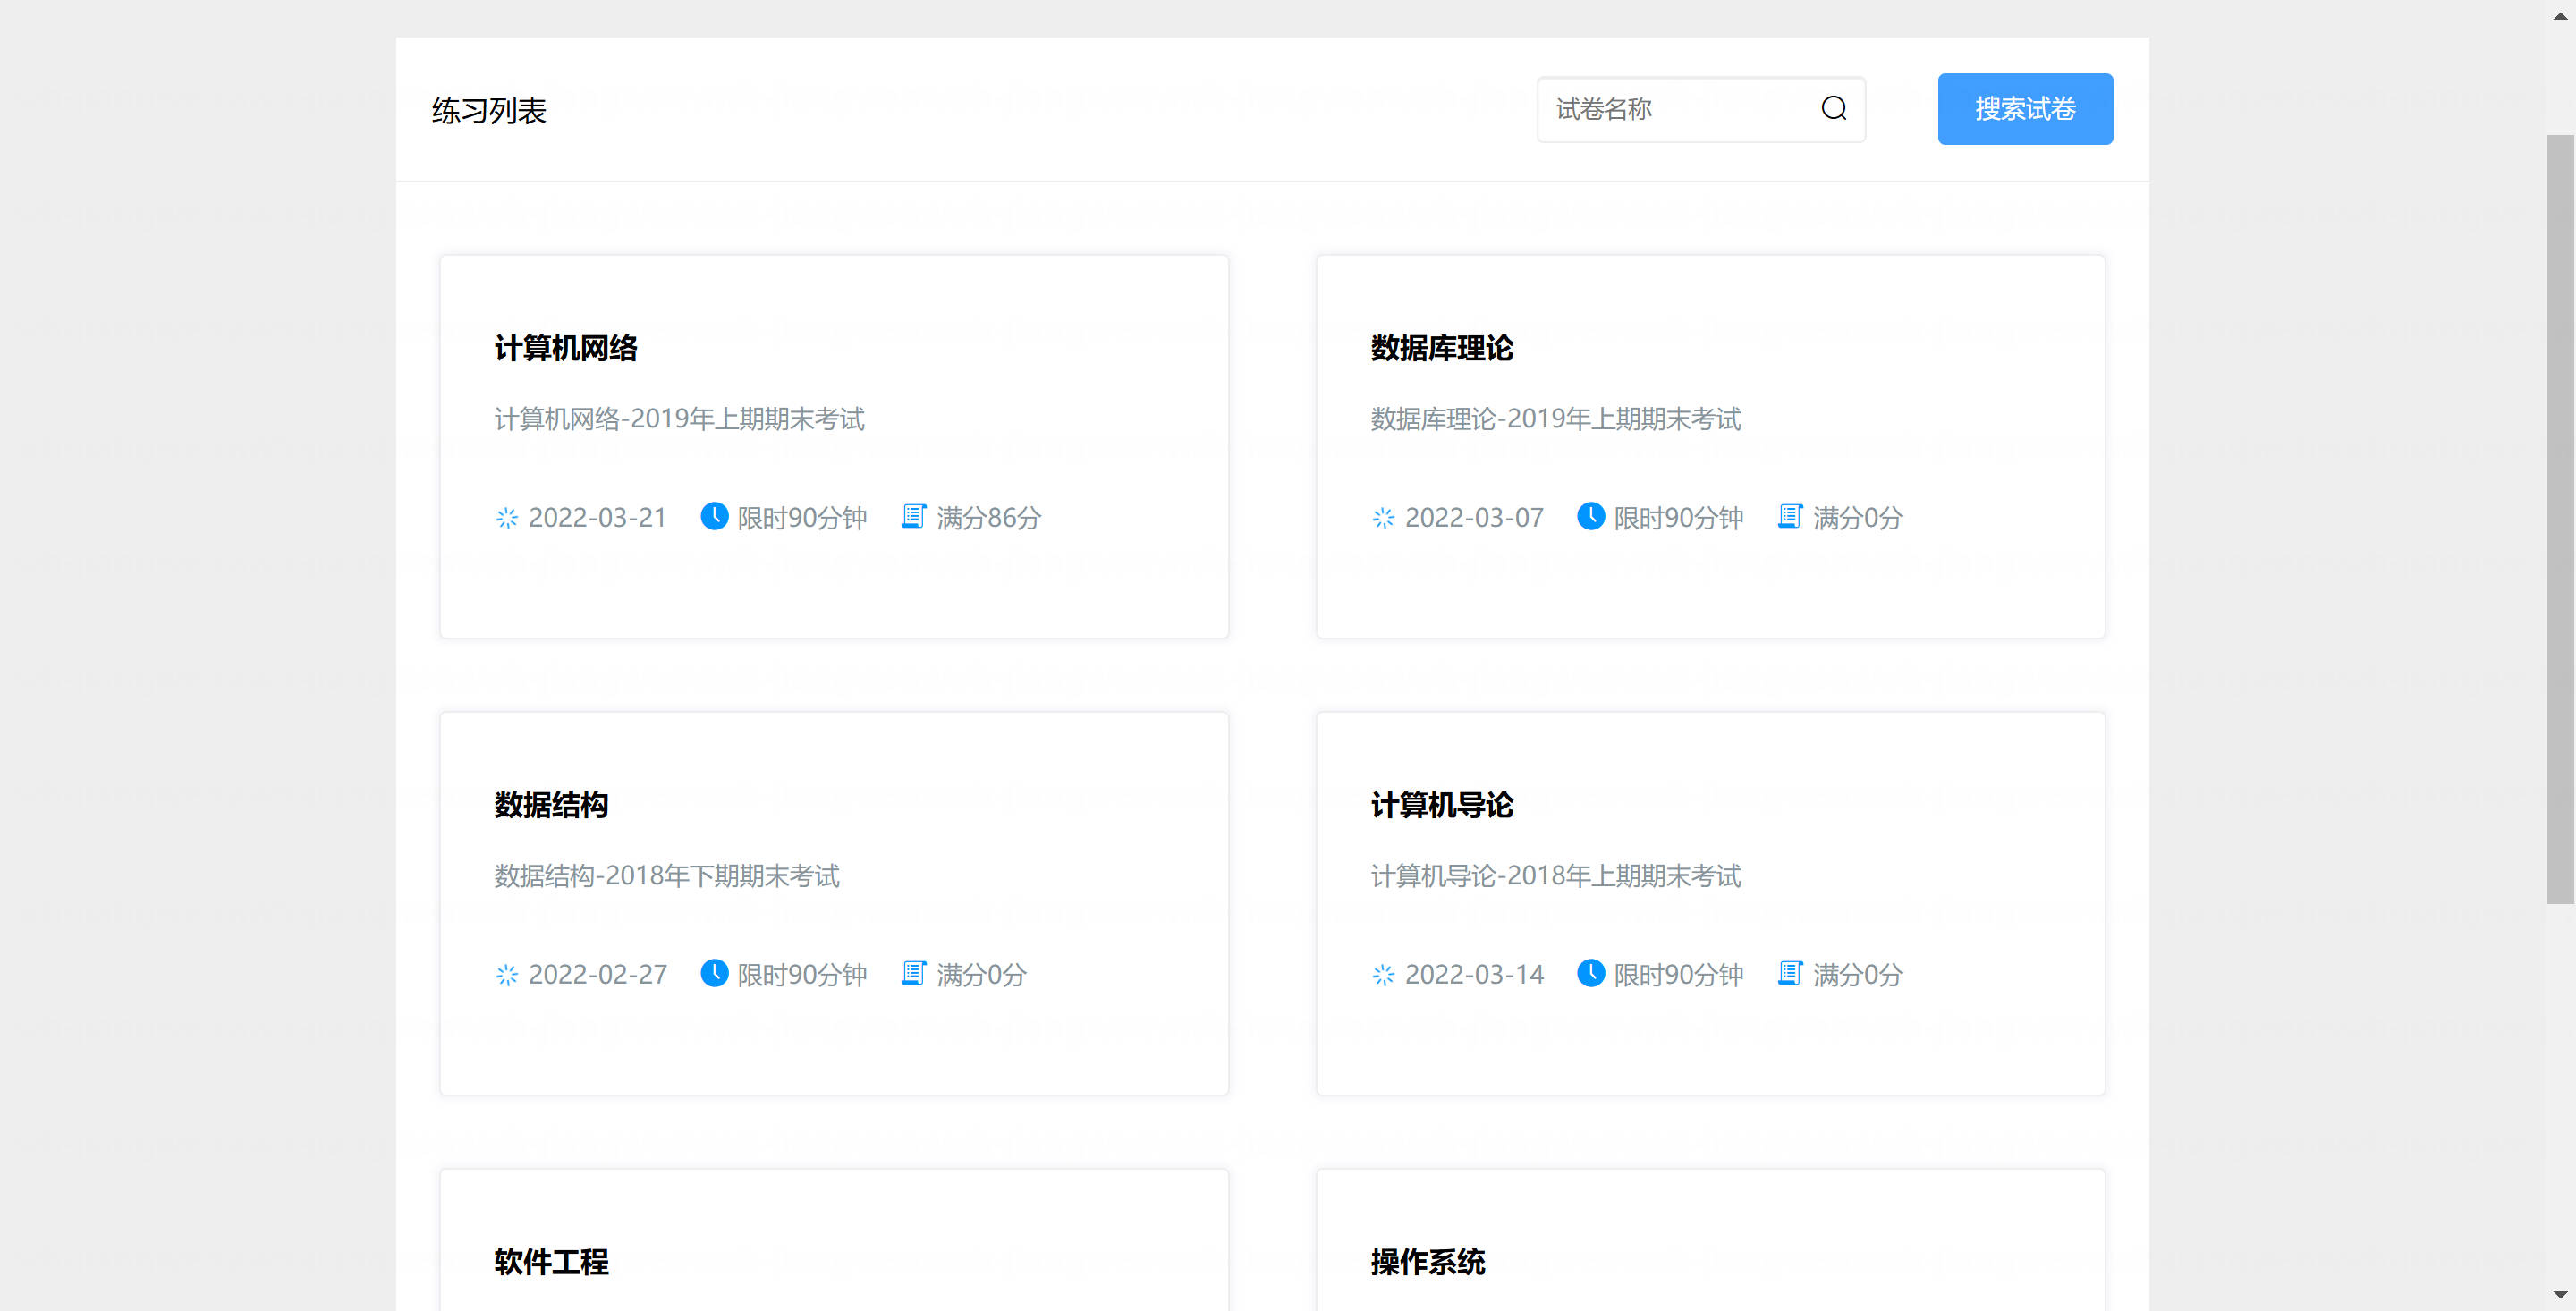 练习列表
试卷名称
搜索试卷
计算机网络
计算机网络-2019年上期期末考试
2022-03-21 限时90分钟 满分86分
数据库理论
数据库理论-2019年上期期末考试
2022-03-07 限时90分钟 满分0分
数据结构
数据结构-2018年下期期末考试
2022-02-27 限时90分钟 满分0分
计算机导论
计算机导论-2018年上期期末考试
2022-03-14 限时90分钟 满分0分
软件工程
操作系统